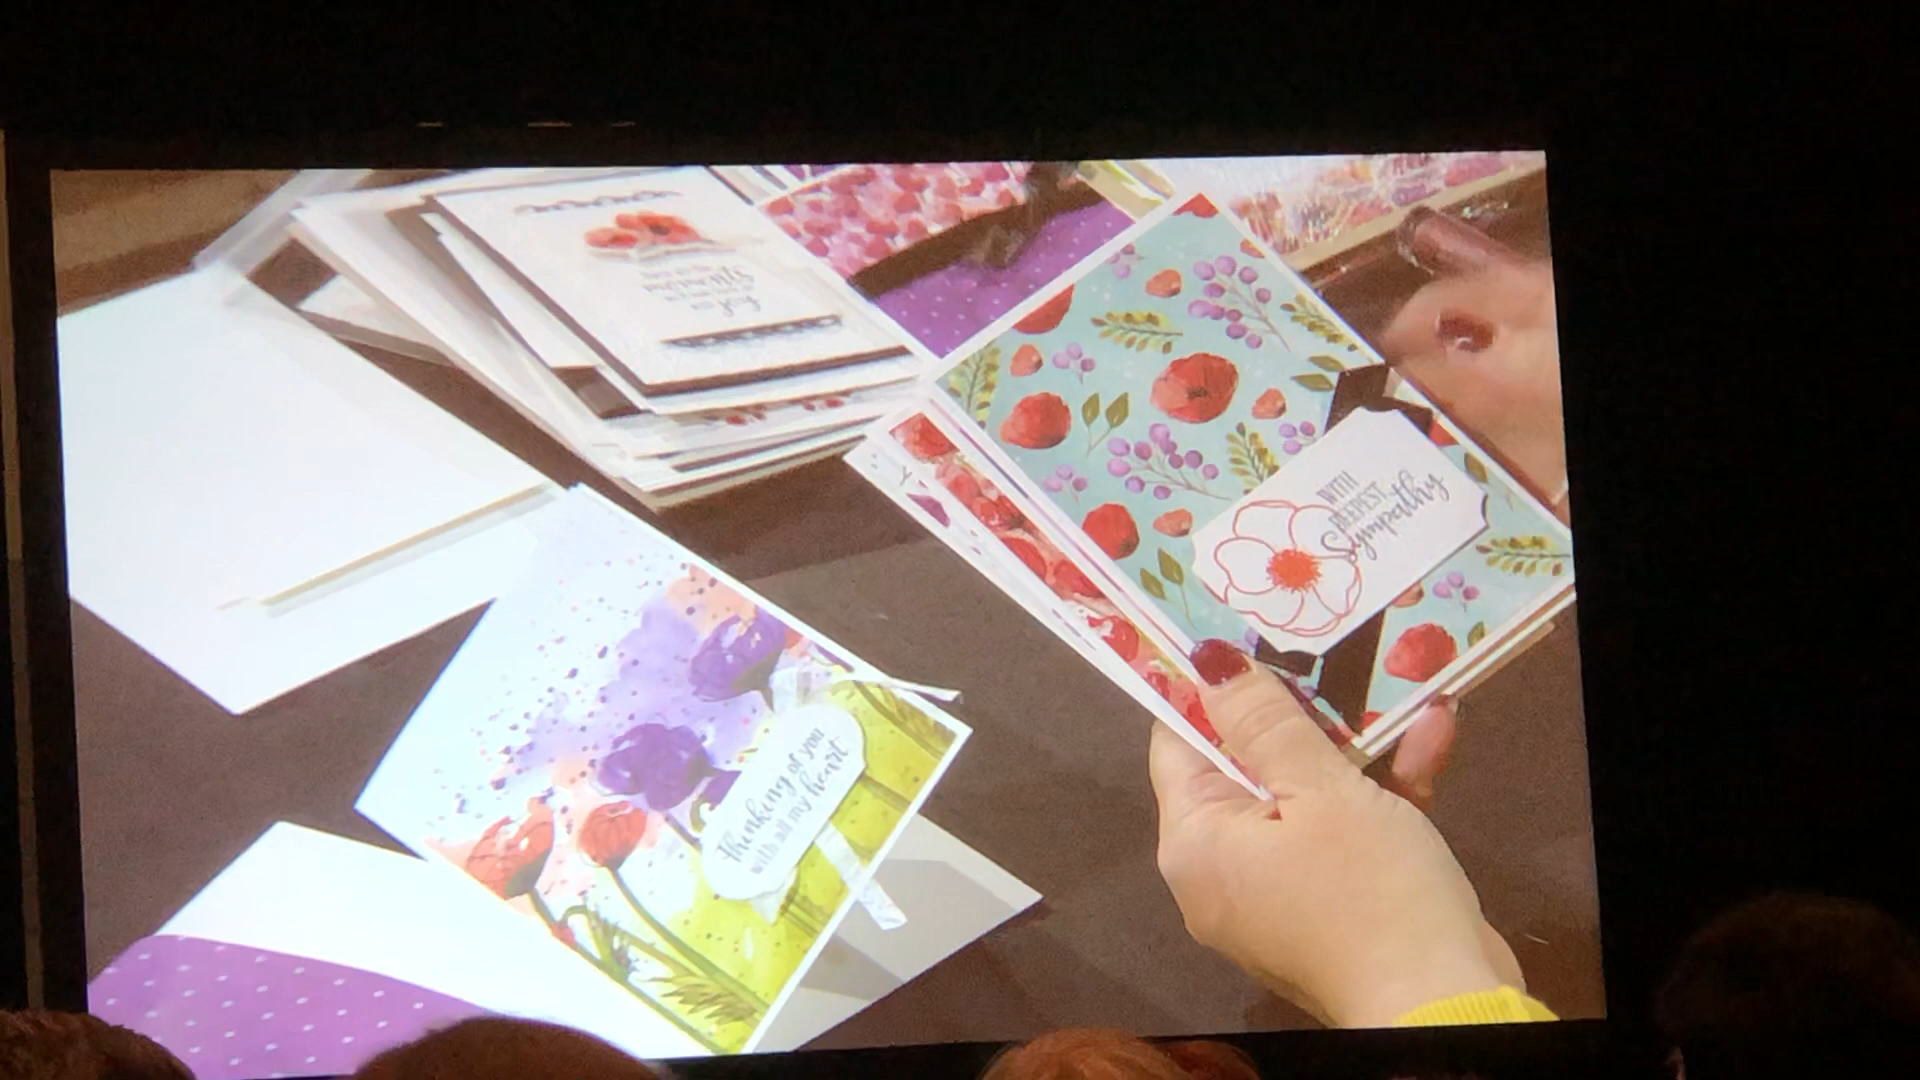 WITH
DEEPEST
Sympathy
Thinking of you
with all my heart